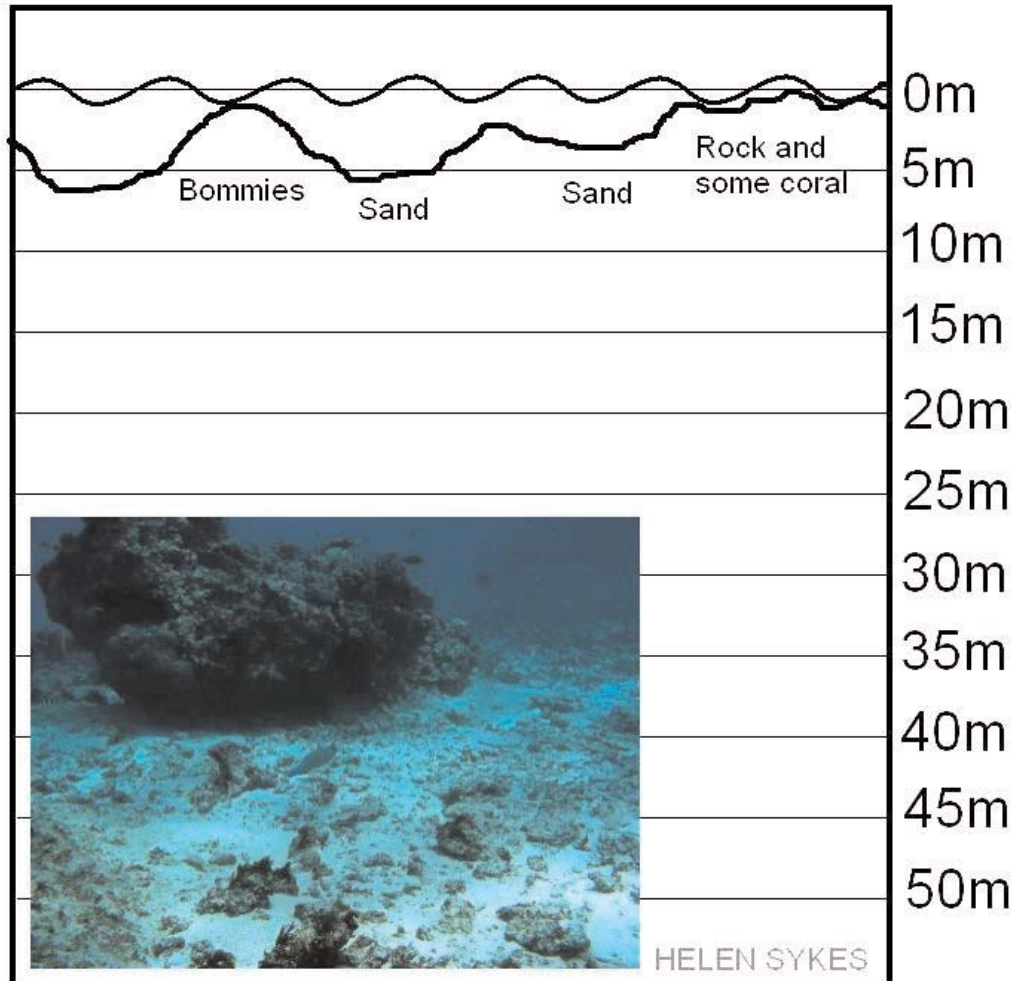 0m
Rock and
some coral
5m
Bommies
Sand
Sand
10m
15m
20m
25m
30m
35m
40m
45m
50m
HELEN SYKES